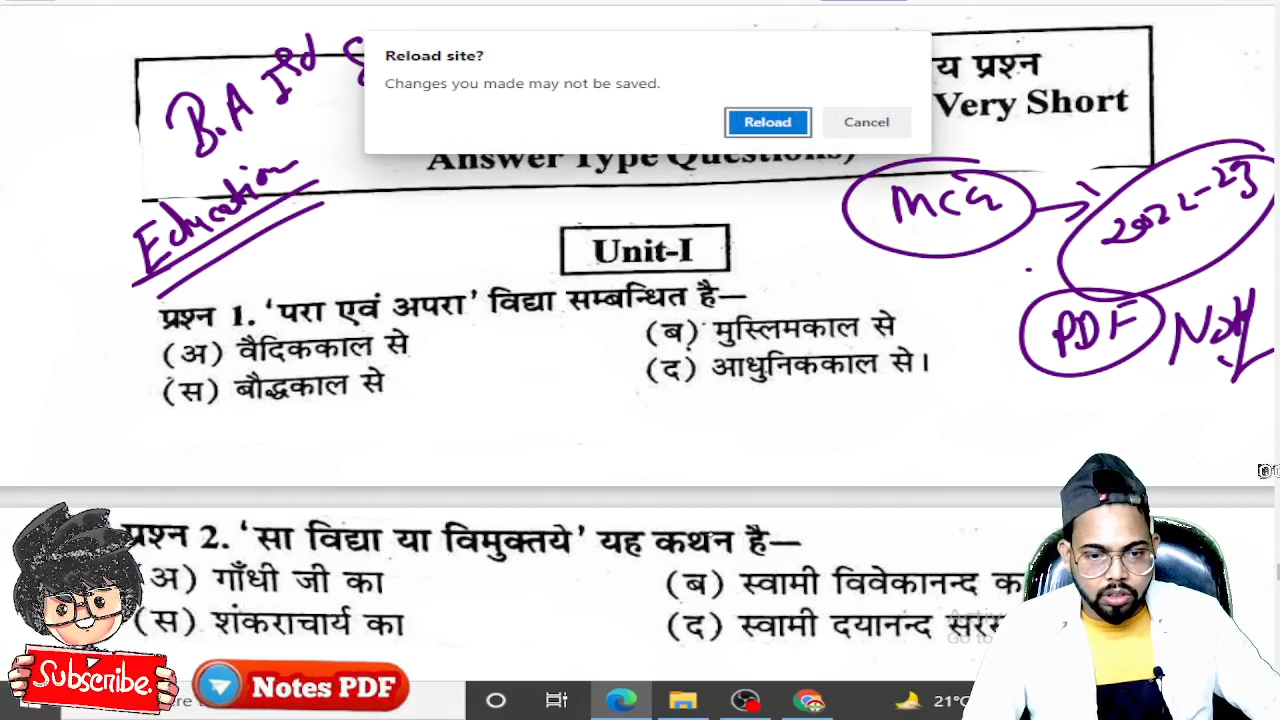 Reload site?
Changes you made may not be saved.
Reload
Cancel
य प्रश्न
Very Short
Answer Type Questions)
B.A Ist
Education
MCQ
2022-23
PDF
Unit-I
प्रश्न 1. ‘परा एवं अपरा’ विद्या सम्बन्धित है—
(अ) वैदिककाल से
(ब) मुस्लिमकाल से
(स) बौद्धकाल से
(द) आधुनिककाल से।
प्रश्न 2. ‘सा विद्या या विमुक्तये’ यह कथन है—
(अ) गाँधी जी का
(ब) स्वामी विवेकानन्द
(स) शंकराचार्य का
(द) स्वामी दयानन्द
Subscribe.
Notes PDF
21°